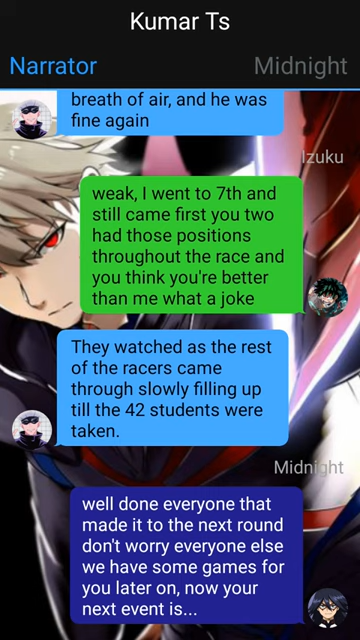 Kumar Ts
Narrator
Midnight
breath of air, and he was
fine again
Izuku
weak, I went to 7th and
still came first you two
had those positions
throughout the race and
you think you're better
than me what a joke
They watched as the rest
of the racers came
through slowly filling up
till the 42 students were
taken.
Midnight
well done everyone that
made it to the next round
don't worry everyone else
we have some games for
you later on, now your
next event is...